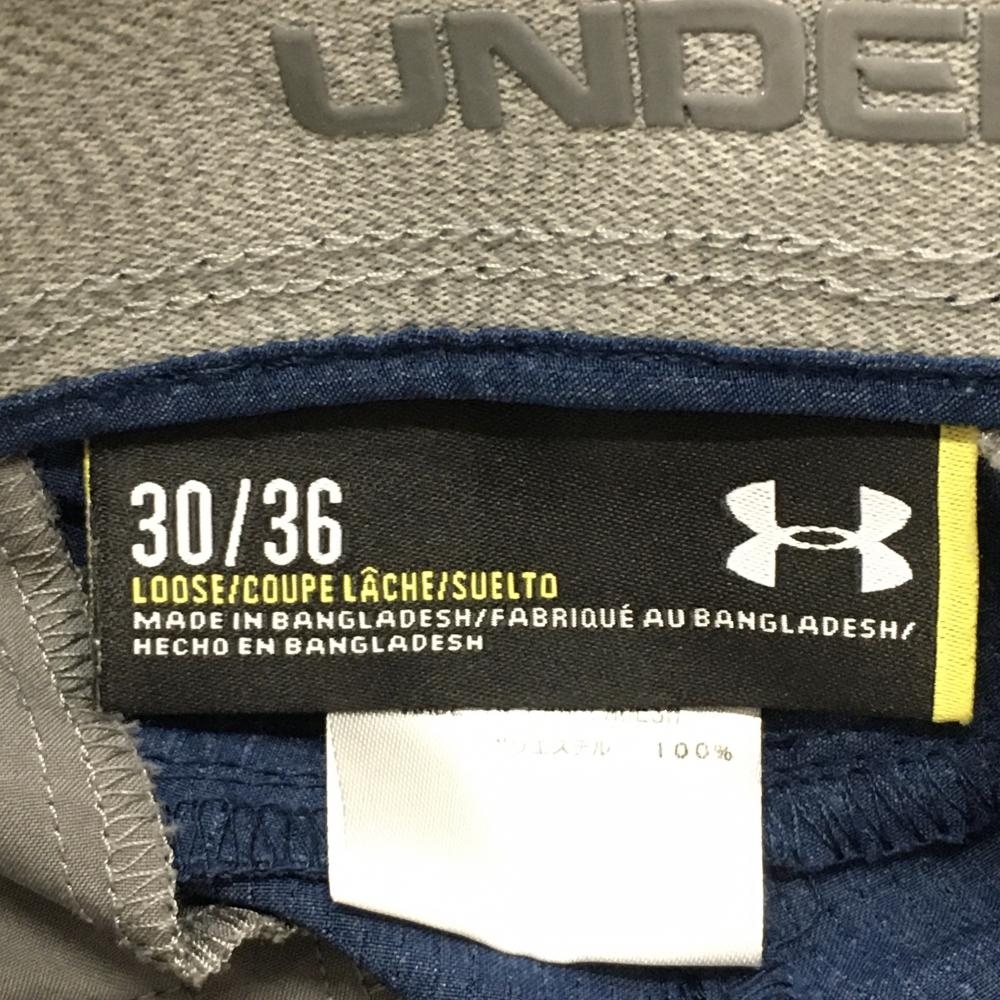 UNDER
30/36
LOOSE/COUPE LÂCHE/SUELTO
MADE IN BANGLADESH/FABRIQUÉ AU BANGLADESH/
HECHO EN BANGLADESH
ポリエステル 100%